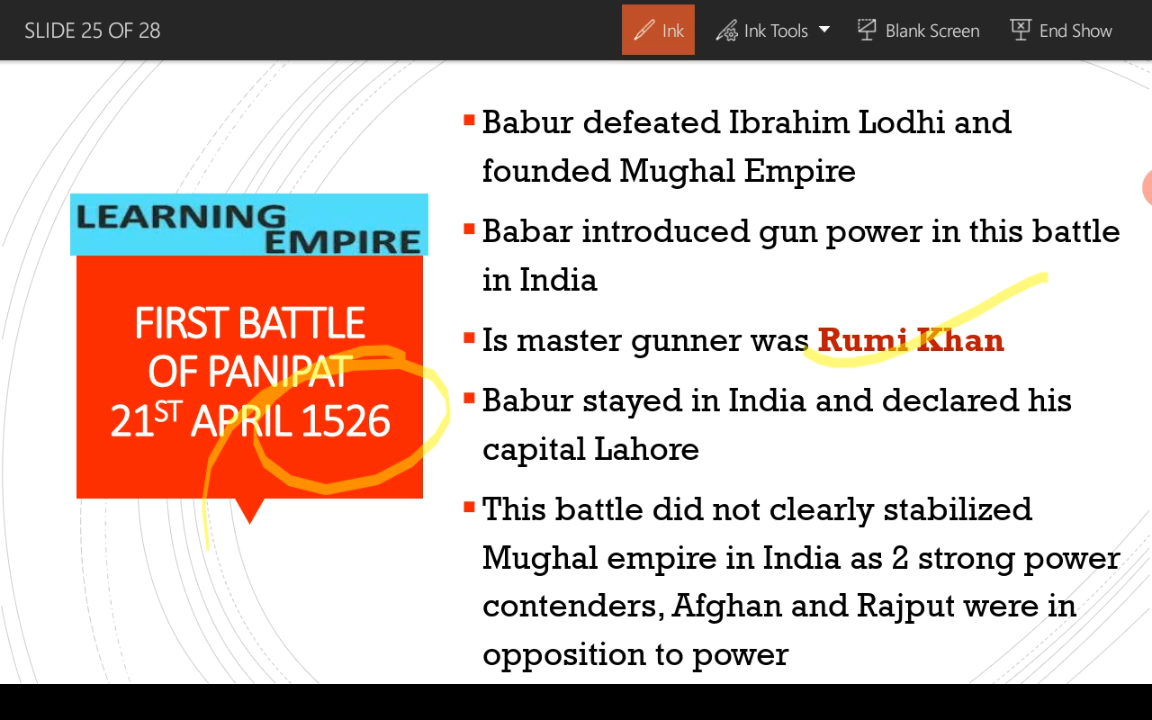 SLIDE 25 OF 28
Ink
Ink Tools
Blank Screen
End Show
LEARNING
EMPIRE
FIRST BATTLE
OF PANIPAT
21ST APRIL 1526
Babur defeated Ibrahim Lodhi and
founded Mughal Empire
Babar introduced gun power in this battle
in India
Is master gunner was Rumi Khan
Babur stayed in India and declared his
capital Lahore
This battle did not clearly stabilized
Mughal empire in India as 2 strong power
contenders, Afghan and Rajput were in
opposition to power